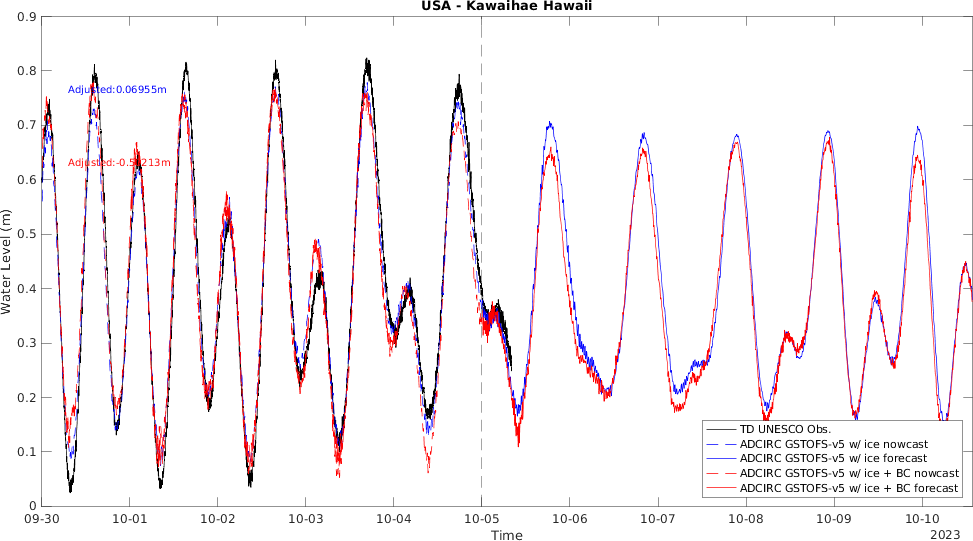 USA - Kawaihae Hawaii
Water Level (m)
0.9
0.8
0.7
0.6
0.5
0.4
0.3
0.2
0.1
0
Adjusted:0.06955m
TD UNESCO Obs.
ADCIRC GSTOFS-v5 w/ ice nowcast
ADCIRC GSTOFS-v5 w/ ice forecast
ADCIRC GSTOFS-v5 w/ ice + BC nowcast
ADCIRC GSTOFS-v5 w/ ice + BC forecast
09-30 10-01 10-02 10-03 10-04 10-05 10-06 10-07 10-08 10-09 10-10
Time
2023